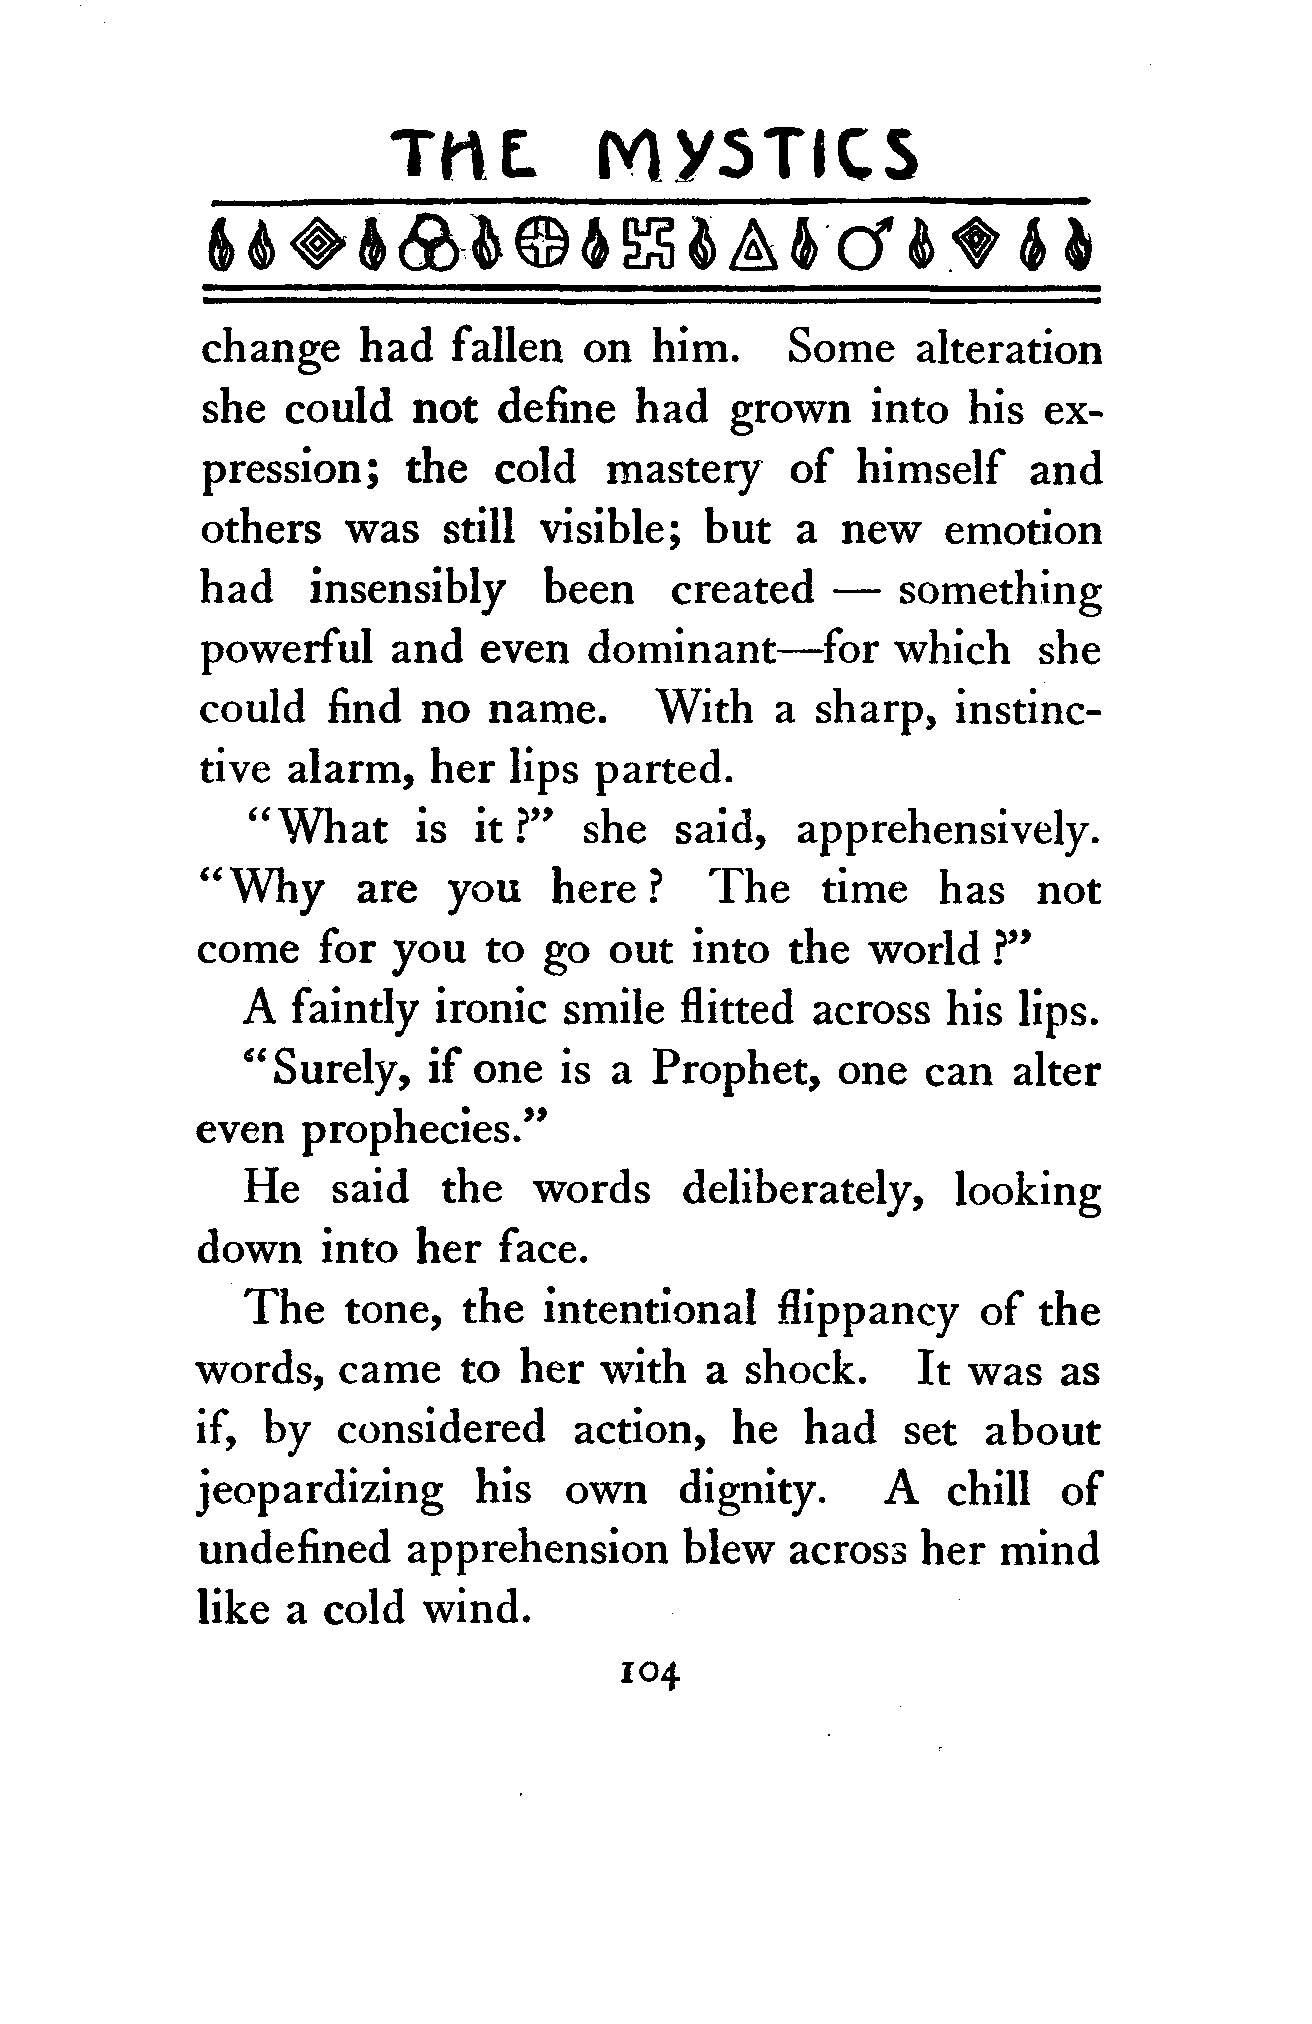 THE MYSTICS
change had fallen on him. Some alteration
she could not define had grown into his ex-
pression; the cold mastery of himself and
others was still visible; but a new emotion
had insensibly been created — something
powerful and even dominant—for which she
could find no name. With a sharp, instinc-
tive alarm, her lips parted.
"What is it?" she said, apprehensively.
"Why are you here? The time has not
come for you to go out into the world?"
A faintly ironic smile flitted across his lips.
"Surely, if one is a Prophet, one can alter
even prophecies."
He said the words deliberately, looking
down into her face.
The tone, the intentional flippancy of the
words, came to her with a shock. It was as
if, by considered action, he had set about
jeopardizing his own dignity. A chill of
undefined apprehension blew across her mind
like a cold wind.
104